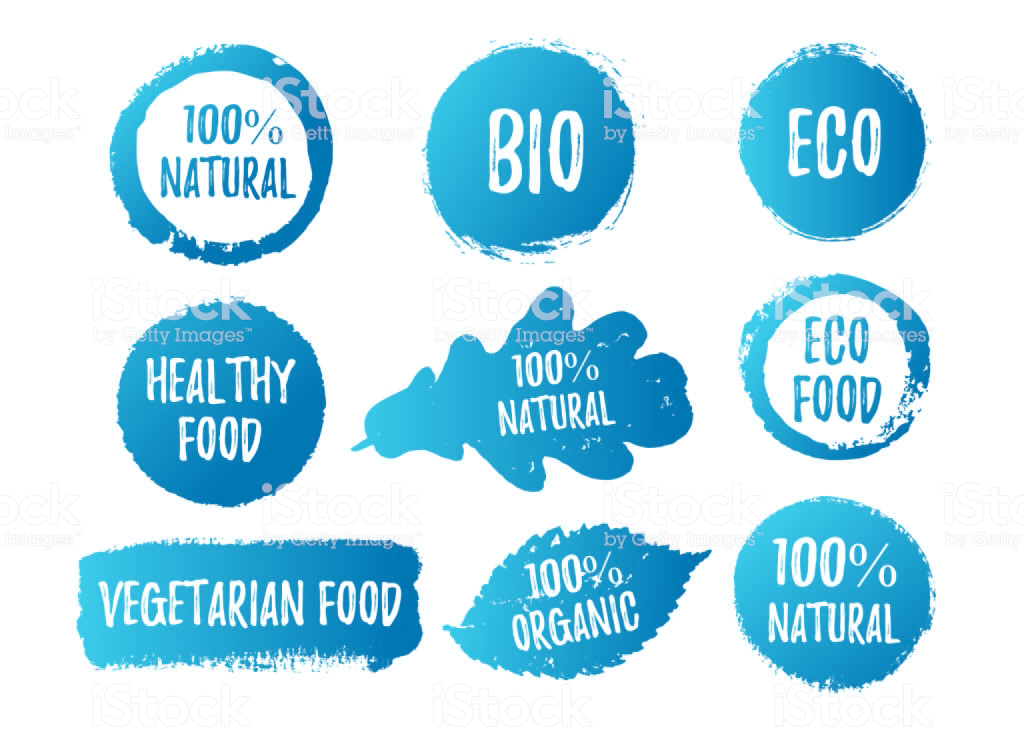 100%
NATURAL
BIO
ECO
HEALTHY
FOOD
100%
NATURAL
ECO
FOOD
VEGETARIAN FOOD
100%
ORGANIC
100%
NATURAL
iStock
by Getty Images™